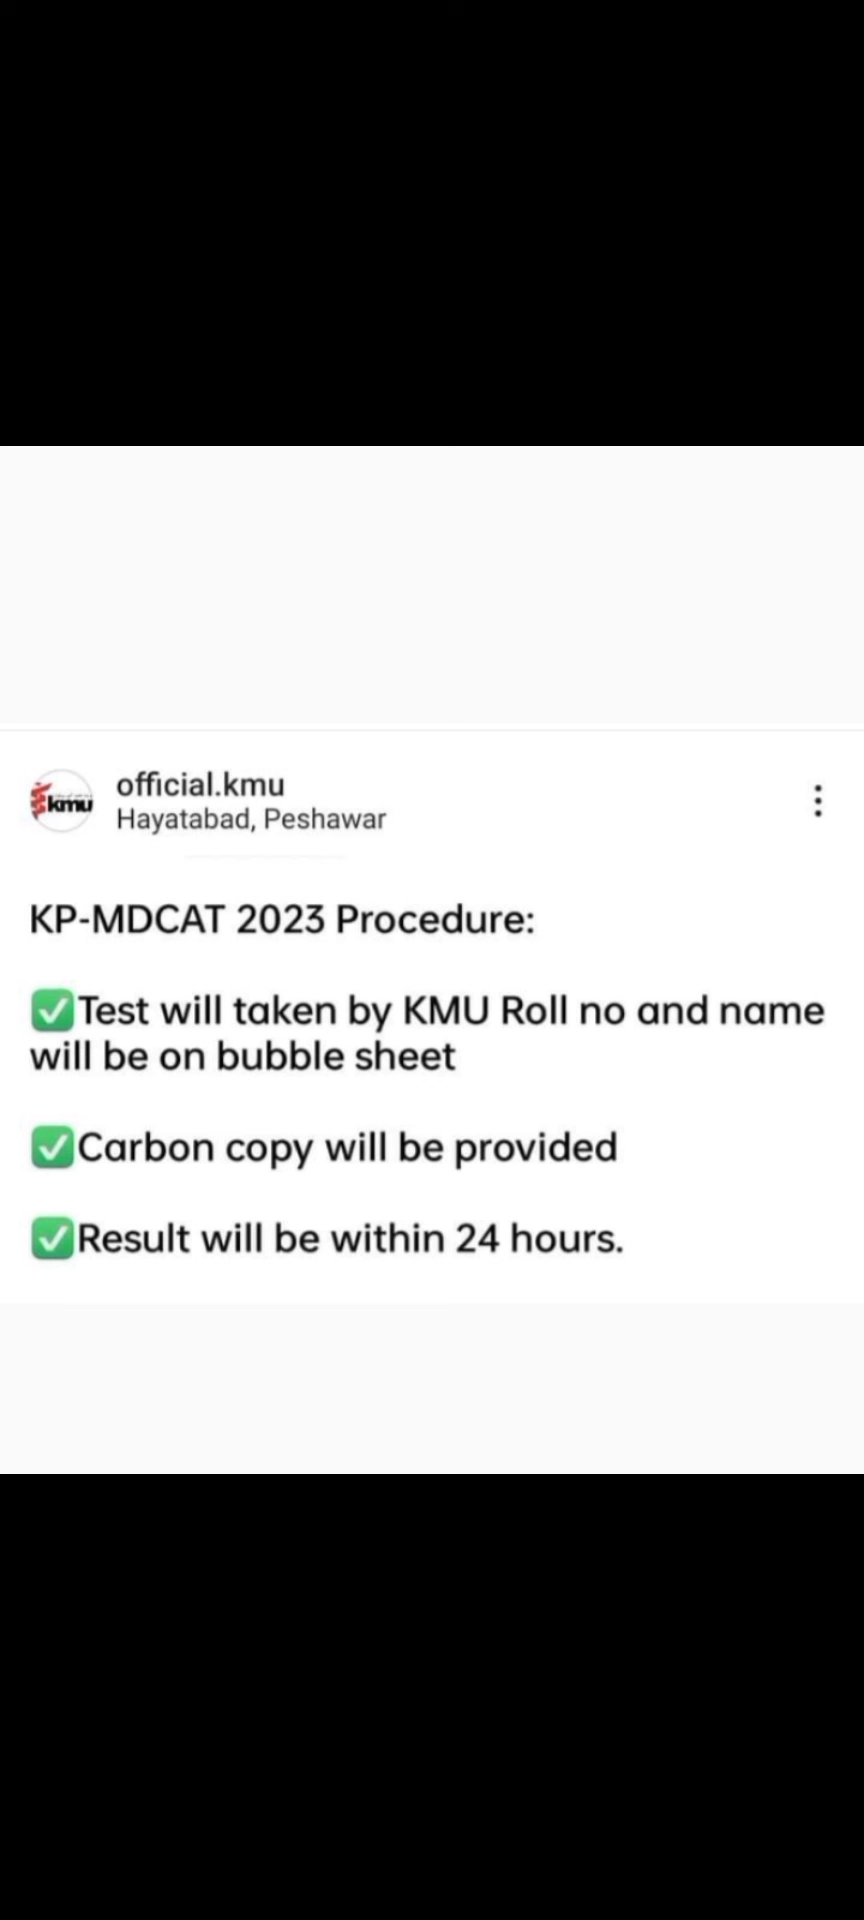 kmu
official.kmu
Hayatabad, Peshawar
KP-MDCAT 2023 Procedure:
✅Test will taken by KMU Roll no and name
will be on bubble sheet
✅Carbon copy will be provided
✅Result will be within 24 hours.